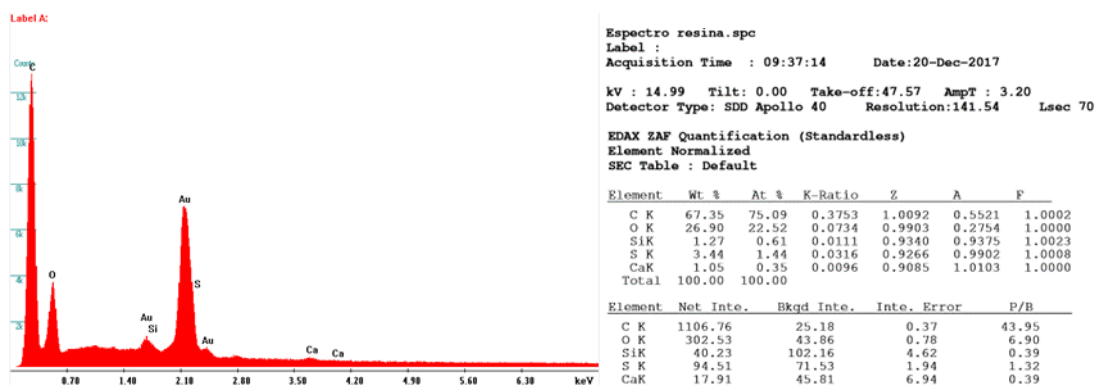 Label A:
Counts
C
12k
10k
8k
6k
4k
2k
O
Au
S
Au
Si
Au
Ca
Ca
0.70 1.40 2.10 2.80 3.50 4.20 4.90 5.60 6.30 keV
Espectro resina.spc
Label :
Acquisition Time : 09:37:14 Date:20-Dec-2017
kV : 14.99 Tilt: 0.00 Take-off:47.57 AmpT : 3.20
Detector Type: SDD Apollo 40 Resolution:141.54 Lsec 70
EDAX ZAF Quantification (Standardless)
Element Normalized
SEC Table : Default
Element Wt % At % K-Ratio Z A F
C K 67.35 75.09 0.3753 1.0092 0.5521 1.0002
O K 26.90 22.52 0.0734 0.9903 0.2754 1.0000
SiK 1.27 0.61 0.0111 0.9340 0.9375 1.0023
S K 3.44 1.44 0.0316 0.9266 0.9902 1.0008
CaK 1.05 0.35 0.0096 0.9085 1.0103 1.0000
Total 100.00 100.00
Element Net Inte. Bkgd Inte. Inte. Error P/B
C K 1106.76 25.18 0.37 43.95
O K 302.53 43.86 0.78 6.90
SiK 40.23 102.16 4.62 0.39
S K 94.51 71.53 1.94 1.32
CaK 17.91 45.81 6.94 0.39